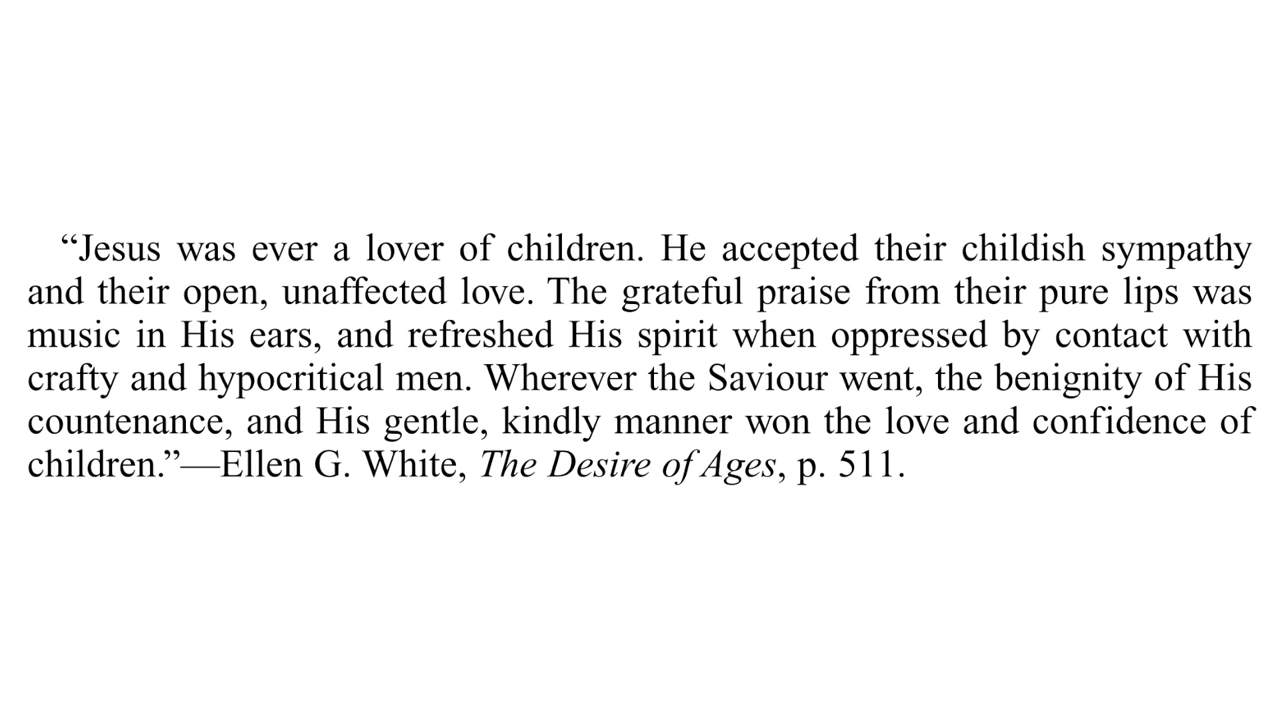 “Jesus was ever a lover of children. He accepted their childish sympathy
and their open, unaffected love. The grateful praise from their pure lips was
music in His ears, and refreshed His spirit when oppressed by contact with
crafty and hypocritical men. Wherever the Saviour went, the benignity of His
countenance, and His gentle, kindly manner won the love and confidence of
children.”—Ellen G. White, The Desire of Ages, p. 511.